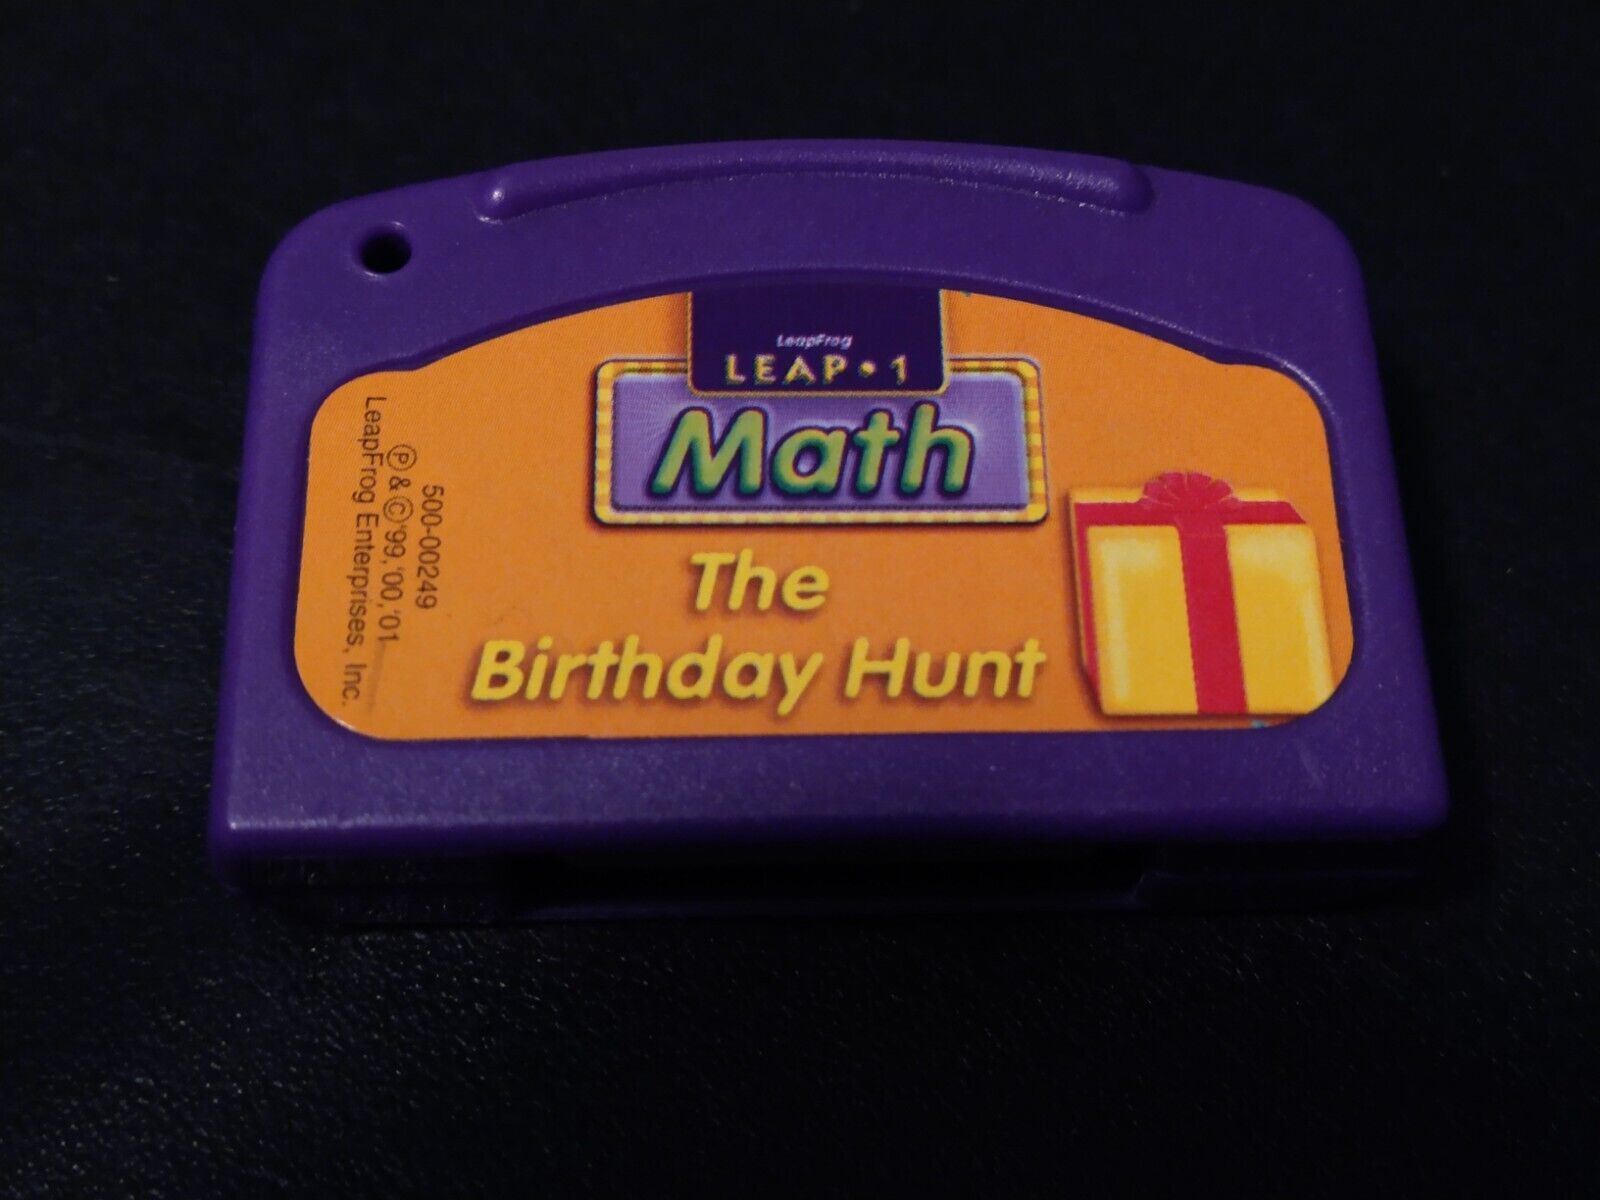 LeapFrog
LEAP • 1
Math
The
Birthday Hunt
500-00249
Ⓟ & ©'99,'00,'01
LeapFrog Enterprises, Inc.